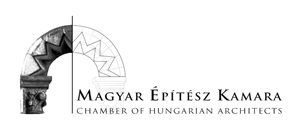 MAGYAR ÉPÍTÉSZ KAMARA
CHAMBER OF HUNGARIAN ARCHITECTS